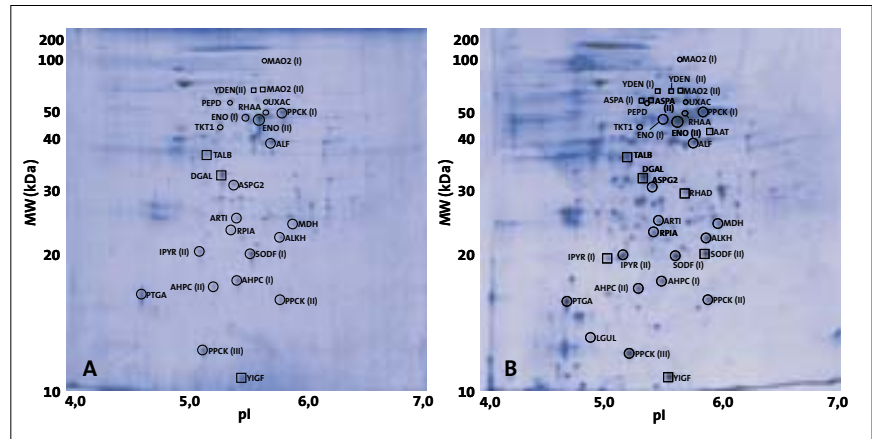 200
100
50
40
30
20
10
MW (kDa)
MAO2 (I)
YDEN(II)
MAO2 (II)
PEPD
UXAC
RHAA
PPCK (I)
ENO (I)
TKT1
ENO (II)
ALF
TALB
DGAL
ASPG2
ARTI
MDH
RPIA
ALKH
IPYR (II)
SODF (I)
AHPC (I)
AHPC (II)
PTGA
PPCK (II)
PPCK (III)
YIGF
A
4,0 5,0 6,0 7,0
pI
200
100
50
40
30
20
10
MW (kDa)
MAO2 (I)
YDEN (II)
YDEN (I)
MAO2 (II)
ASPA (I)
ASPA
(II)
UXAC
PEPD
PPCK (I)
RHAA
TKT1
ENO (I)
ENO (II)
AAT
ALF
TALB
DGAL
ASPG2
RHAD
ARTI
MDH
RPIA
ALKH
IPYR (I)
IPYR (II)
SODF (I)
SODF (II)
AHPC (I)
AHPC (II)
PTGA
PPCK (II)
LGUL
PPCK (III)
YIGF
B
4,0 5,0 6,0 7,0
pI